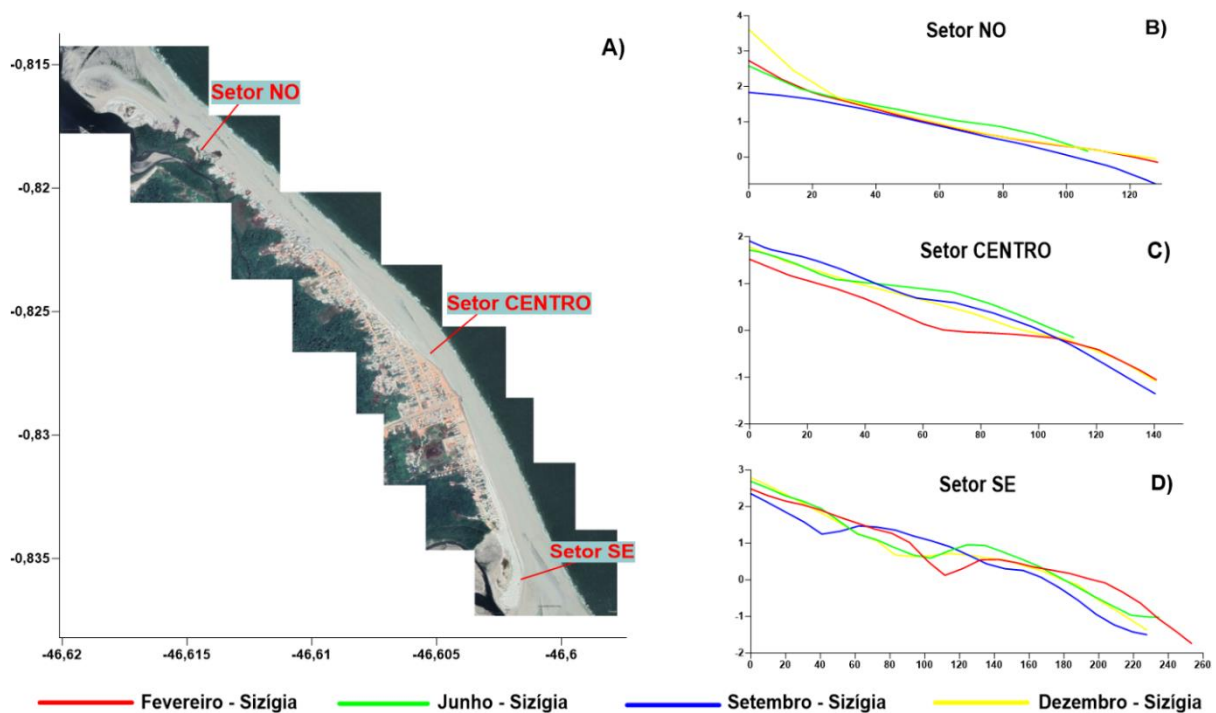 A)
-0,815
-0,82
-0,825
-0,83
-0,835
-46,62
-46,615
-46,61
-46,605
-46,6
Setor NO
Setor CENTRO
Setor SE
Setor NO
B)
4
3
2
1
0
0 20 40 60 80 100 120
Setor CENTRO
C)
2
1
0
-1
-2
0 20 40 60 80 100 120 140
Setor SE
D)
3
2
1
0
-1
-2
0 20 40 60 80 100 120 140 160 180 200 220 240 260
Fevereiro - Sizígia Junho - Sizígia Setembro - Sizígia Dezembro - Sizígia